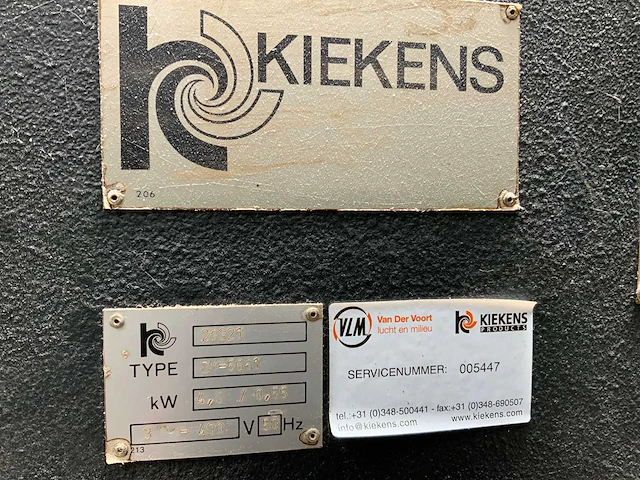 KIEKENS
206
TYPE
kW
3 ~ =
V
Hz
213
VLM
Van Der Voort
lucht en milieu
KIEKENS
PRODUCTS
SERVICENUMMER: 005447
tel.:+31 (0)348-500441 - fax:+31 (0)348-690507
info@kiekens.com
www.kiekens.com